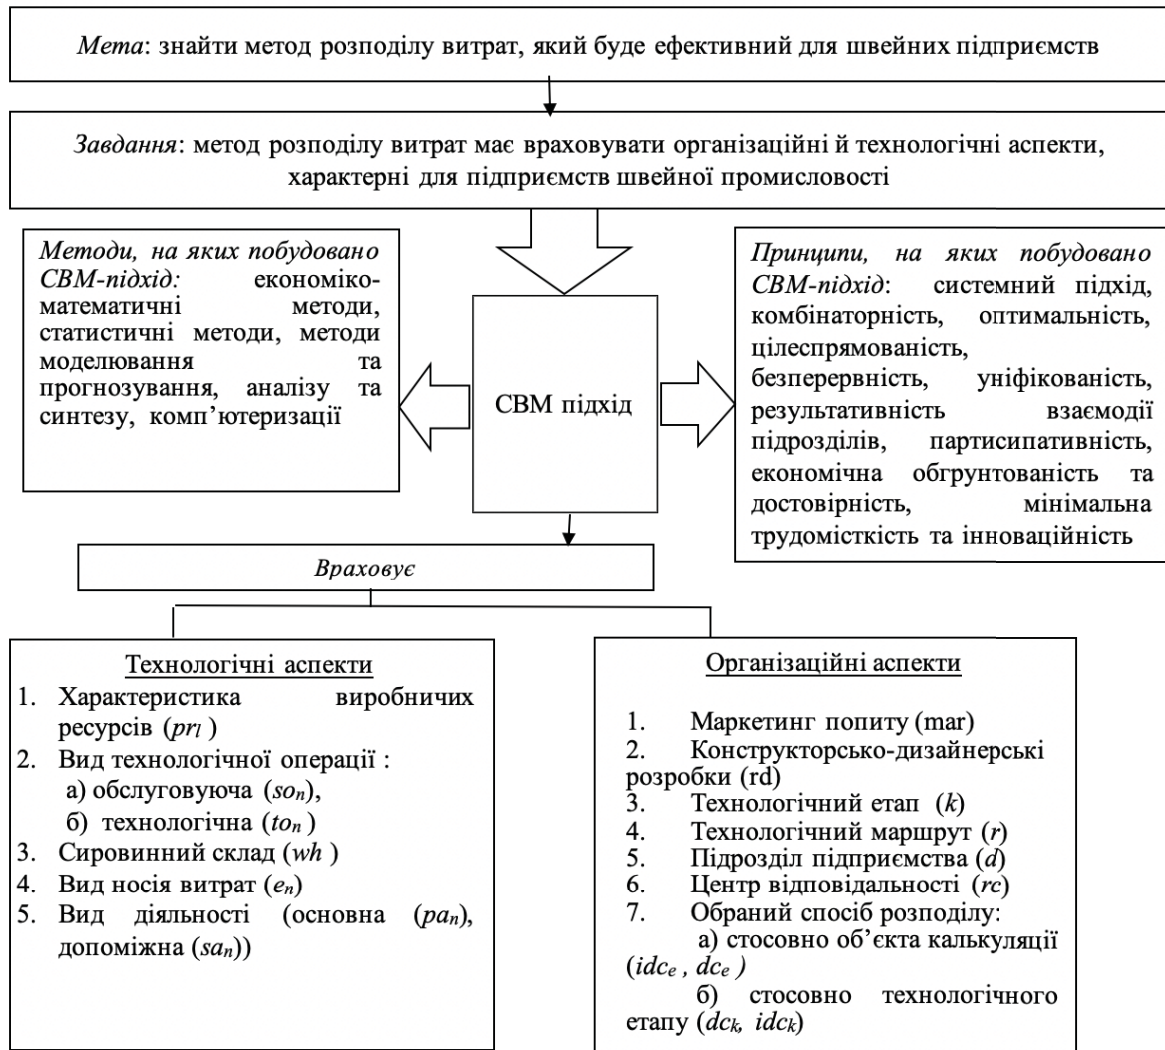 Мета: знайти метод розподілу витрат, який буде ефективний для швейних підприємств
Завдання: метод розподілу витрат має враховувати організаційні й технологічні аспекти,
характерні для підприємств швейної промисловості
Методи, на яких побудовано
СВМ-підхід: економіко-
математичні методи,
статистичні методи, методи
моделювання та
прогнозування, аналізу та
синтезу, комп’ютеризації
СВМ підхід
Принципи, на яких побудовано
СВМ-підхід: системний підхід,
комбінаторність, оптимальність,
цілеспрямованість,
безперервність, уніфікованість,
результативність взаємодії
підрозділів, партисипативність,
економічна обгрунтованість та
достовірність, мінімальна
трудомісткість та інноваційність
Враховує
Технологічні аспекти
1. Характеристика виробничих
ресурсів (prl )
2. Вид технологічної операції :
а) обслуговуюча (son),
б) технологічна (ton )
3. Сировинний склад (wh )
4. Вид носія витрат (en)
5. Вид діяльності (основна (pan),
допоміжна (san))
Організаційні аспекти
1. Маркетинг попиту (mar)
2. Конструкторсько-дизайнерські
розробки (rd)
3. Технологічний етап (k)
4. Технологічний маршрут (r)
5. Підрозділ підприємства (d)
6. Центр відповідальності (rc)
7. Обраний спосіб розподілу:
а) стосовно об’єкта калькуляції
(idce , dce )
б) стосовно технологічного
етапу (dck, idck)